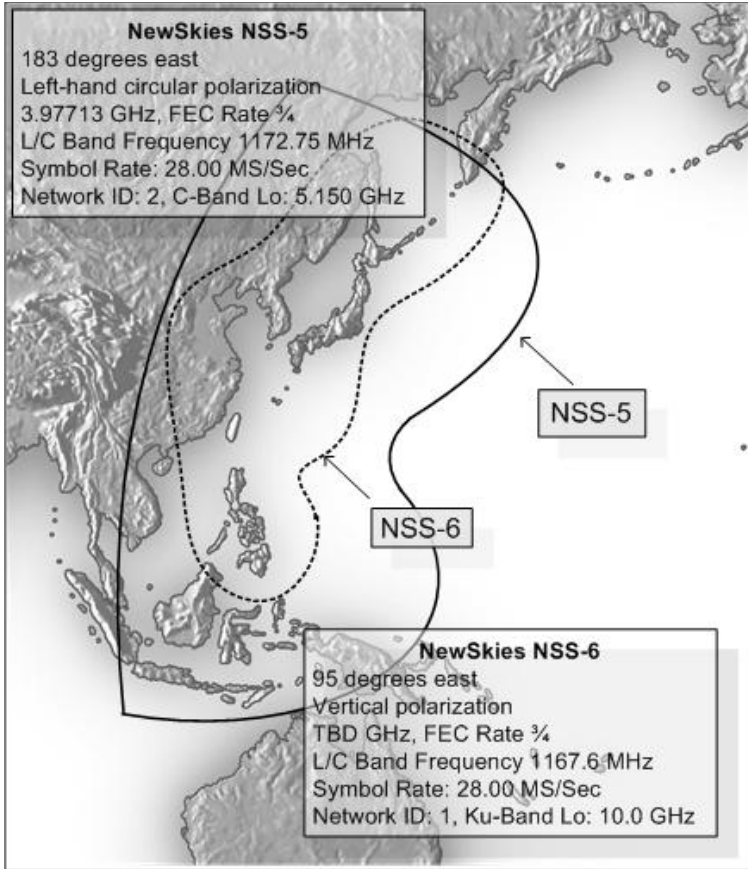 NewSkies NSS-5
183 degrees east
Left-hand circular polarization
3.97713 GHz, FEC Rate ¾
L/C Band Frequency 1172.75 MHz
Symbol Rate: 28.00 MS/Sec
Network ID: 2, C-Band Lo: 5.150 GHz
NSS-5
NSS-6
NewSkies NSS-6
95 degrees east
Vertical polarization
TBD GHz, FEC Rate ¾
L/C Band Frequency 1167.6 MHz
Symbol Rate: 28.00 MS/Sec
Network ID: 1, Ku-Band Lo: 10.0 GHz